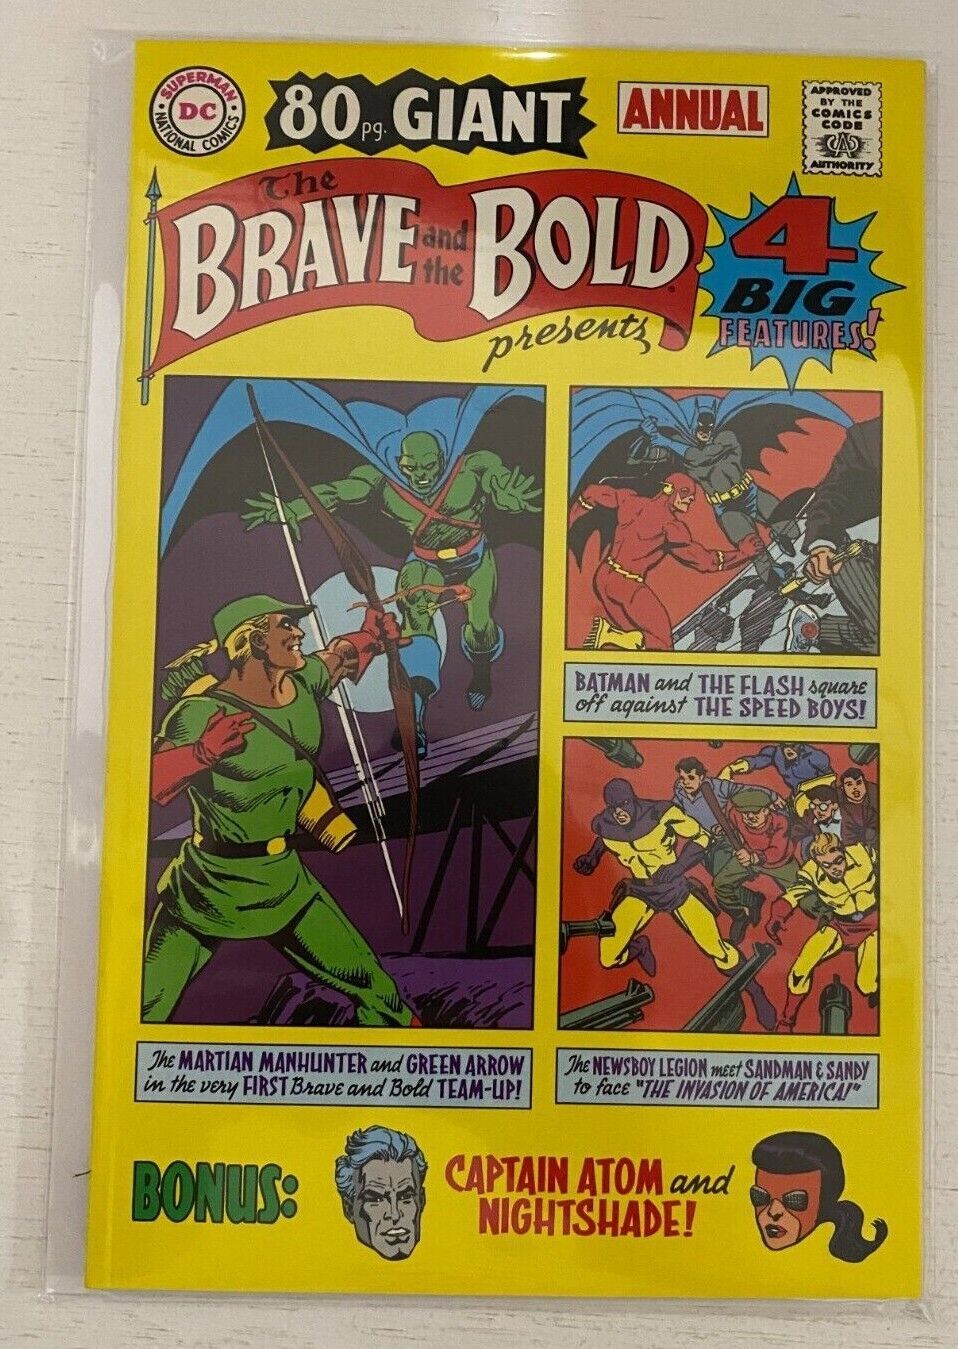 SUPERMAN
DC
NATIONAL COMICS
80 pg. GIANT
ANNUAL
APPROVED
BY THE
COMICS
CODE
CA
AUTHORITY
The
BRAVE and the BOLD®
presents
4
BIG
FEATURES!
BATMAN and THE FLASH square
off against THE SPEED BOYS!
The MARTIAN MANHUNTER and GREEN ARROW
in the very FIRST Brave and Bold TEAM-UP!
The NEWSBOY LEGION meet SANDMAN & SANDY
to face "THE INVASION OF AMERICA!"
BONUS:
CAPTAIN ATOM and
NIGHTSHADE!